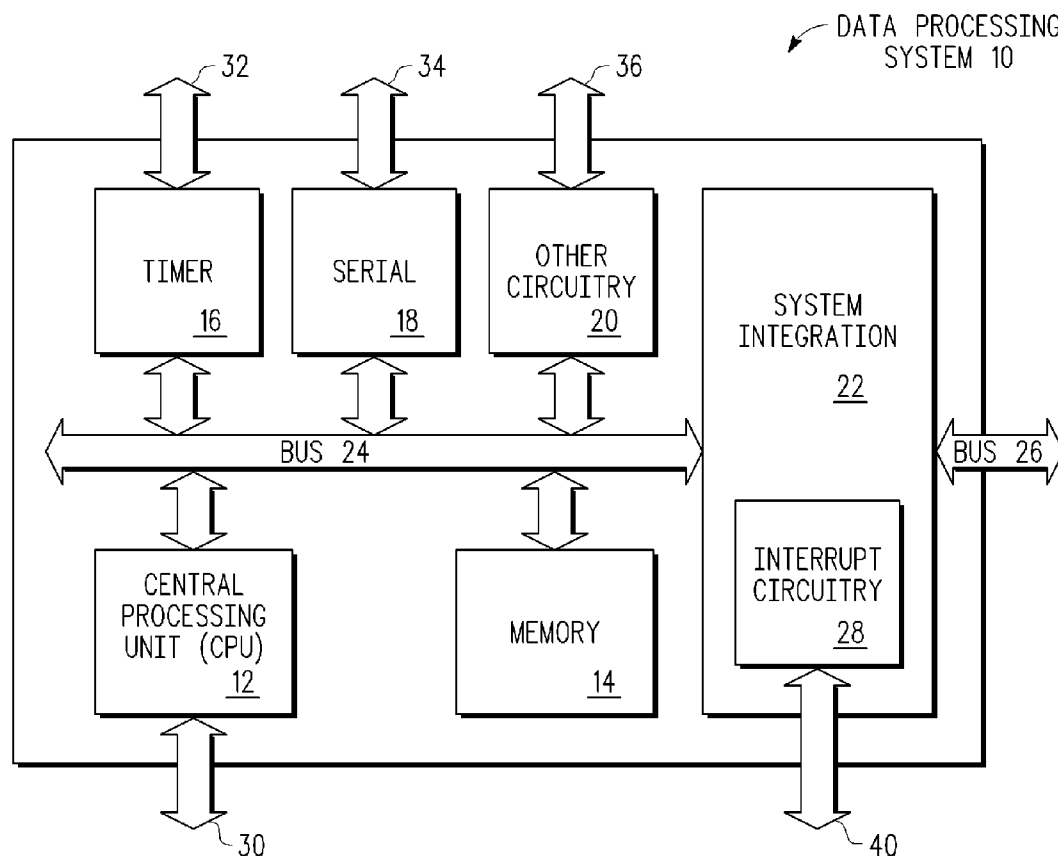 DATA PROCESSING
SYSTEM 10
32
34
36
TIMER
16
SERIAL
18
OTHER
CIRCUITRY
20
SYSTEM
INTEGRATION
22
BUS 24
BUS 26
CENTRAL
PROCESSING
UNIT (CPU)
12
MEMORY
14
INTERRUPT
CIRCUITRY
28
30
40